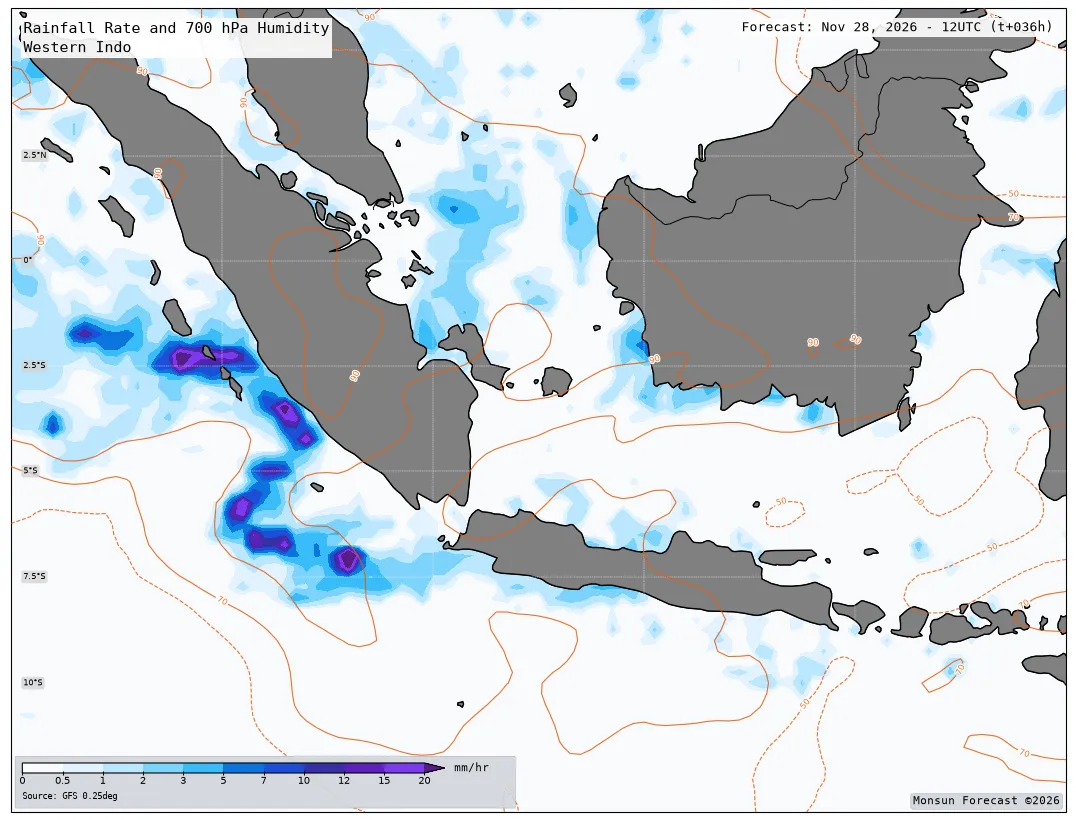 Rainfall Rate and 700 hPa Humidity
Western Indo
Forecast: Nov 28, 2026 - 12UTC (t+036h)
90
90
90
2.5°N
90
50
70
90
0°
90
90
90
2.5°S
90
5°S
50
50
50
7.5°S
70
70
10°S
70
50
70
mm/hr
0 0.5 1 2 3 5 7 10 12 15 20
Source: GFS 0.25deg
Monsun Forecast ©2026